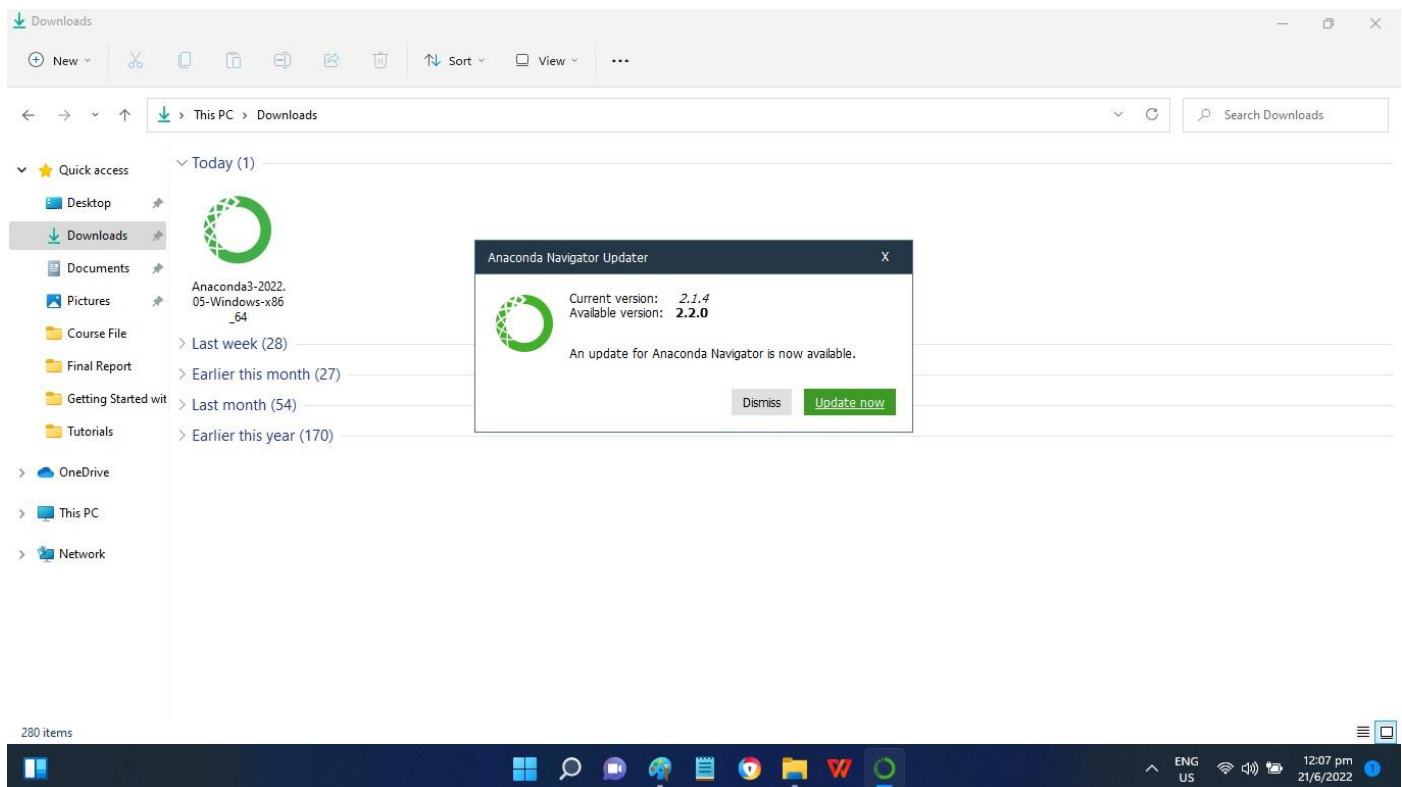 Downloads
New
Sort
View
This PC > Downloads
Search Downloads
Quick access
Desktop
Downloads
Documents
Pictures
Course File
Final Report
Getting Started wit
Tutorials
OneDrive
This PC
Network
Today (1)
Anaconda3-2022.
05-Windows-x86
_64
Last week (28)
Earlier this month (27)
Last month (54)
Earlier this year (170)
Anaconda Navigator Updater X
Current version: 2.1.4
Available version: 2.2.0
An update for Anaconda Navigator is now available.
Dismiss Update now
280 items
ENG
US
12:07 pm
21/6/2022
1